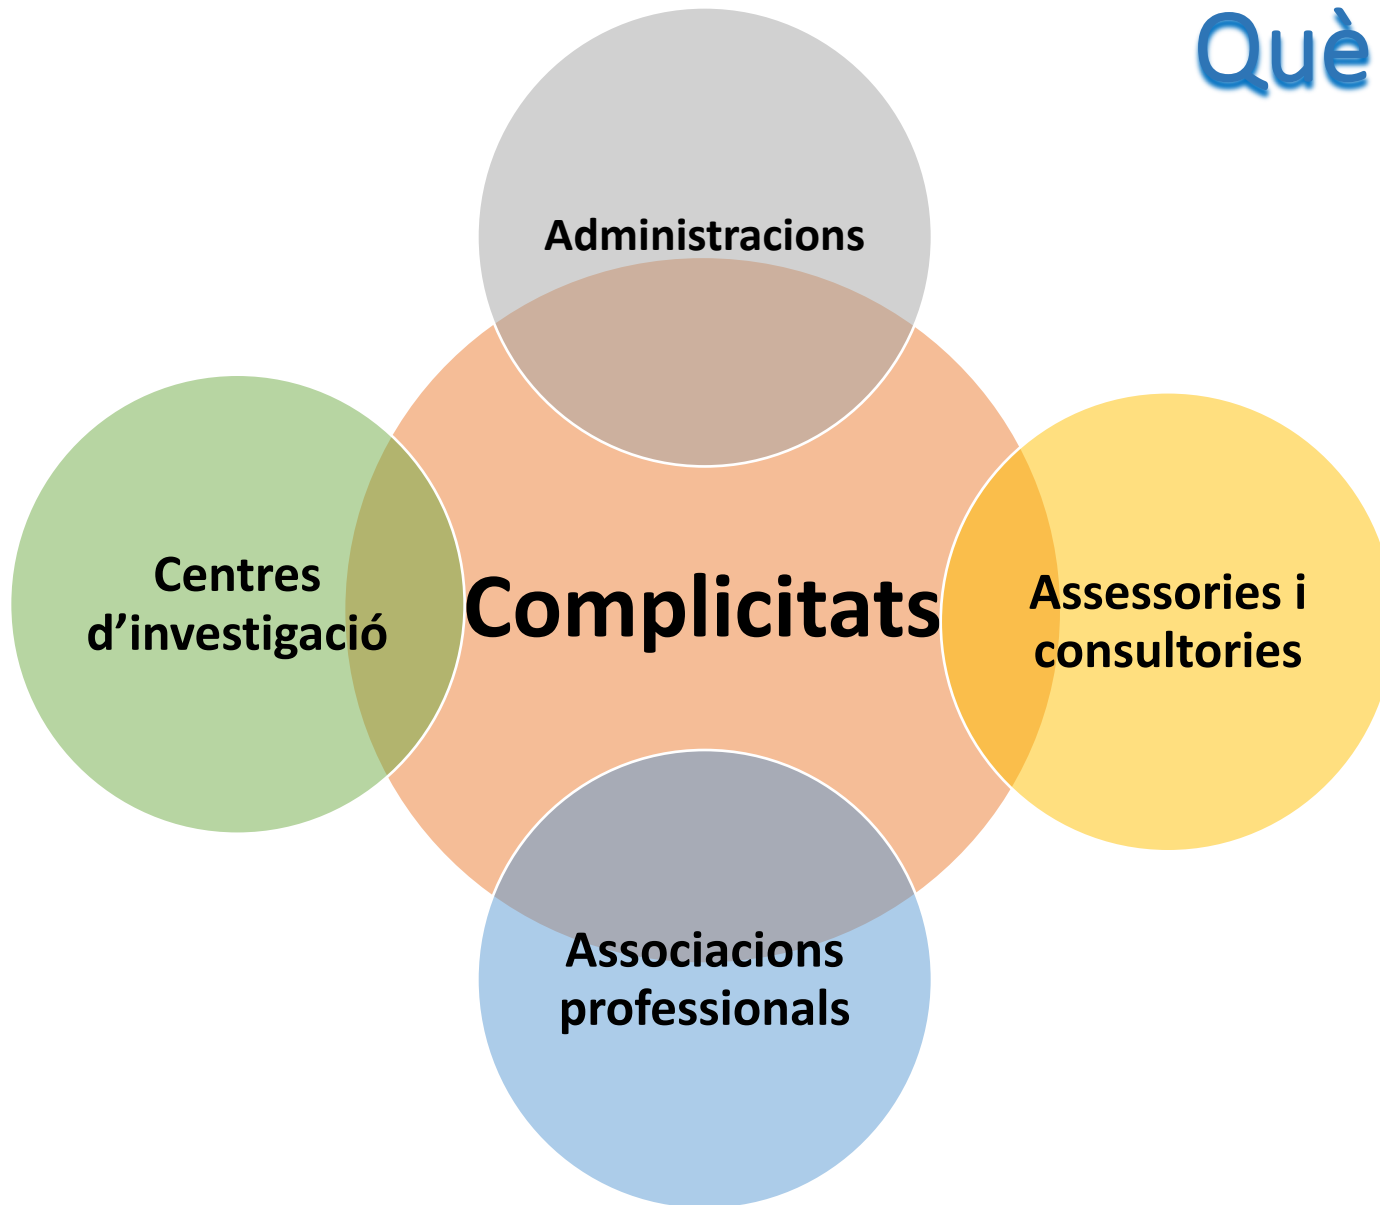 Què
Administracions
Centres
d’investigació
Complicitats
Assessories i
consultories
Associacions
professionals